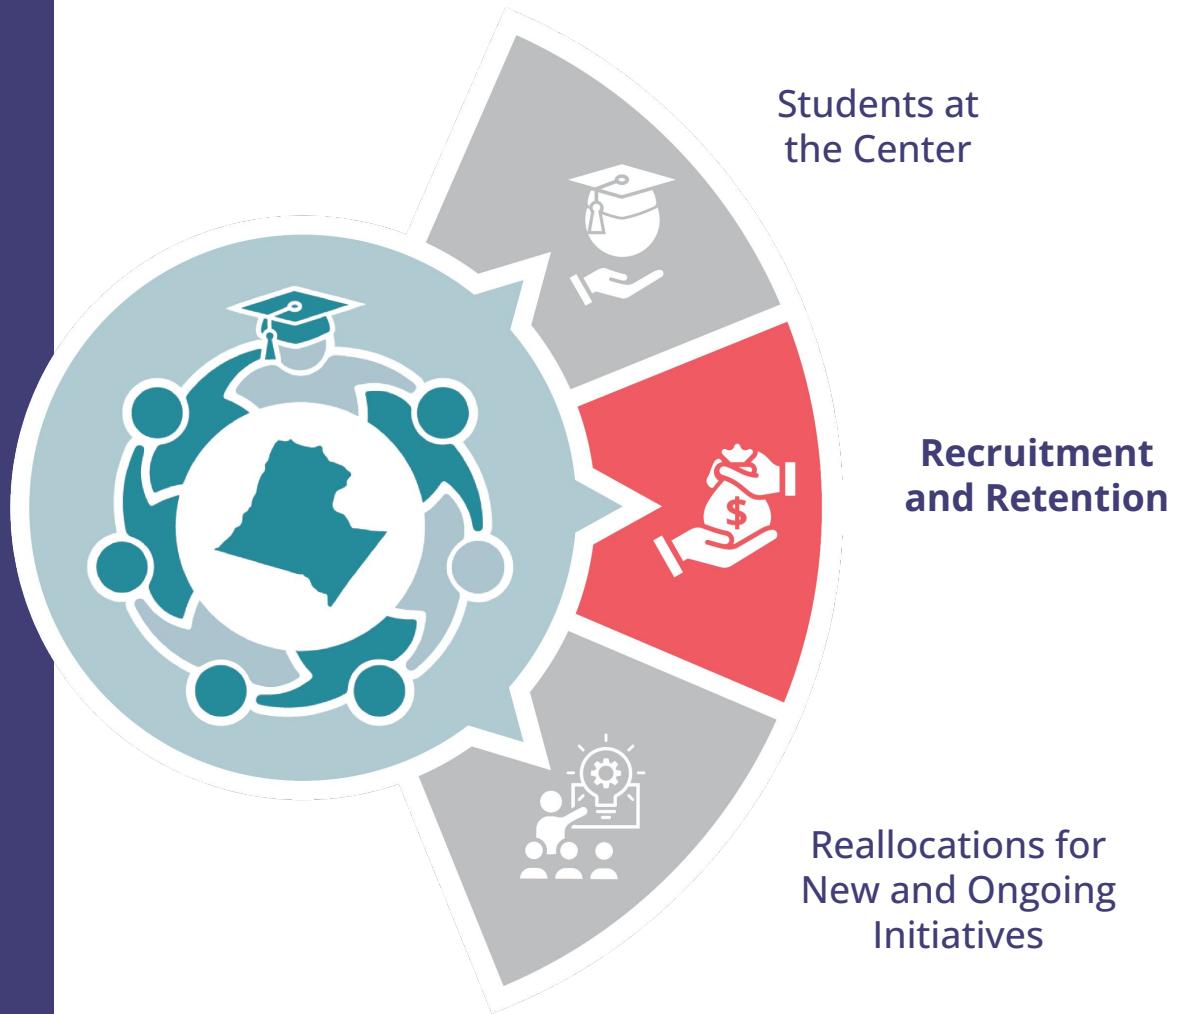 Students at
the Center
Recruitment
and Retention
$
Reallocations for
New and Ongoing
Initiatives